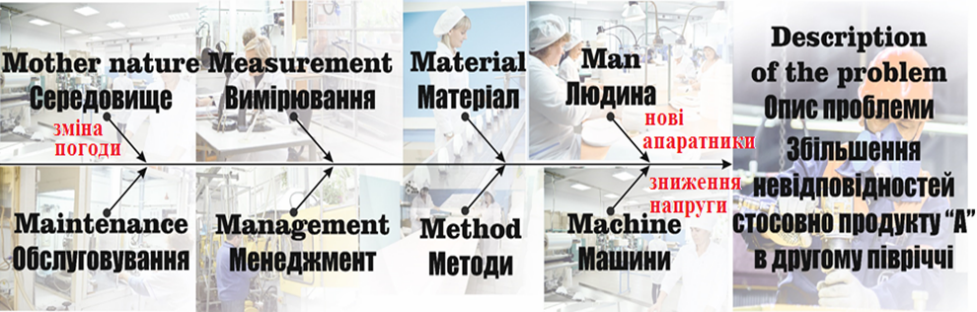 Mother nature
Середовище
зміна
погоди
Measurement
Вимірювання
Material
Матеріал
Man
Людина
нові
апаратники
Maintenance
Обслуговування
Management
Менеджмент
Method
Методи
Machine
Машини
зниження
напруги
Description
of the problem
Опис проблеми
Збільшення
невідповідностей
стосовно продукту “А”
в другому півріччі